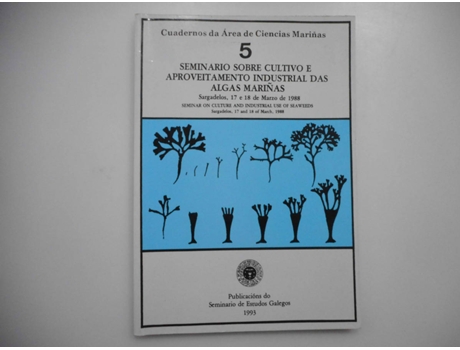 Cuadernos da Área de Ciencias Mariñas
5
SEMINARIO SOBRE CULTIVO E
APROVEITAMENTO INDUSTRIAL DAS
ALGAS MARIÑAS
Sargadelos, 17 e 18 de Marzo de 1988
SEMINAR ON CULTURE AND INDUSTRIAL USE OF SEAWEEDS
Sargadelos, 17 and 18 of March, 1988
Publicacións do
Seminario de Estudos Galegos
1993